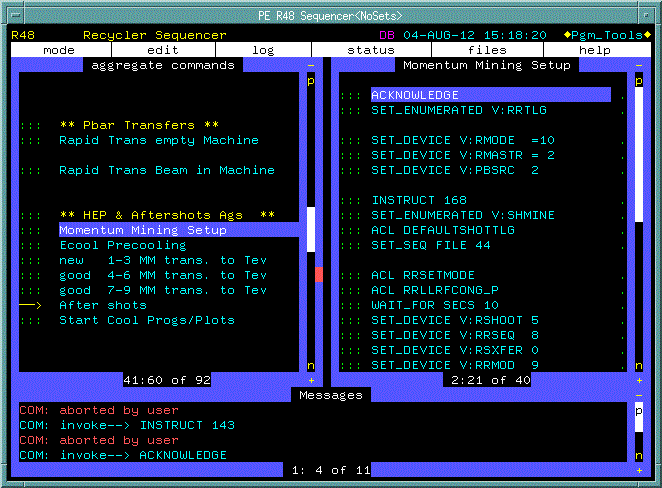 PE R48 Sequencer<NoSets>
R48 Recycler Sequencer DB 04-AUG-12 15:18:20 ◆Pgm_Tools◆
mode edit log status files help
aggregate commands -
p
::: ** Pbar Transfers **
::: Rapid Trans empty Machine
::: Rapid Trans Beam in Machine
::: ** HEP & Aftershots Ags **
::: Momentum Mining Setup
::: Ecool Precooling
::: new 1-3 MM trans. to Tev
::: good 4-6 MM trans. to Tev
::: good 7-9 MM trans. to Tev
──> After shots
::: Start Cool Progs/Plots
n
41:60 of 92 +
Momentum Mining Setup -
p
::: ACKNOWLEDGE .
::: SET_ENUMERATED V:RRTLG .
::: SET_DEVICE V:RMODE =10 .
::: SET_DEVICE V:RMASTR = 2 .
::: SET_DEVICE V:PBSRC 2 .
::: INSTRUCT 168 .
::: SET_ENUMERATED V:SHMINE .
::: ACL DEFAULTSHOTTLG .
::: SET_SEQ FILE 44 .
::: ACL RRSETMODE .
::: ACL RRLLRFCONG_P .
::: WAIT_FOR SECS 10 .
::: SET_DEVICE V:RSHOOT 5 .
::: SET_DEVICE V:RRSEQ 8 .
::: SET_DEVICE V:RSXFER 0 .
::: SET_DEVICE V:RRMOD 9 .
n
2:21 of 40 +
Messages -
COM: aborted by user p
COM: invoke--> INSTRUCT 143
COM: aborted by user n
COM: invoke--> ACKNOWLEDGE
1: 4 of 11 +